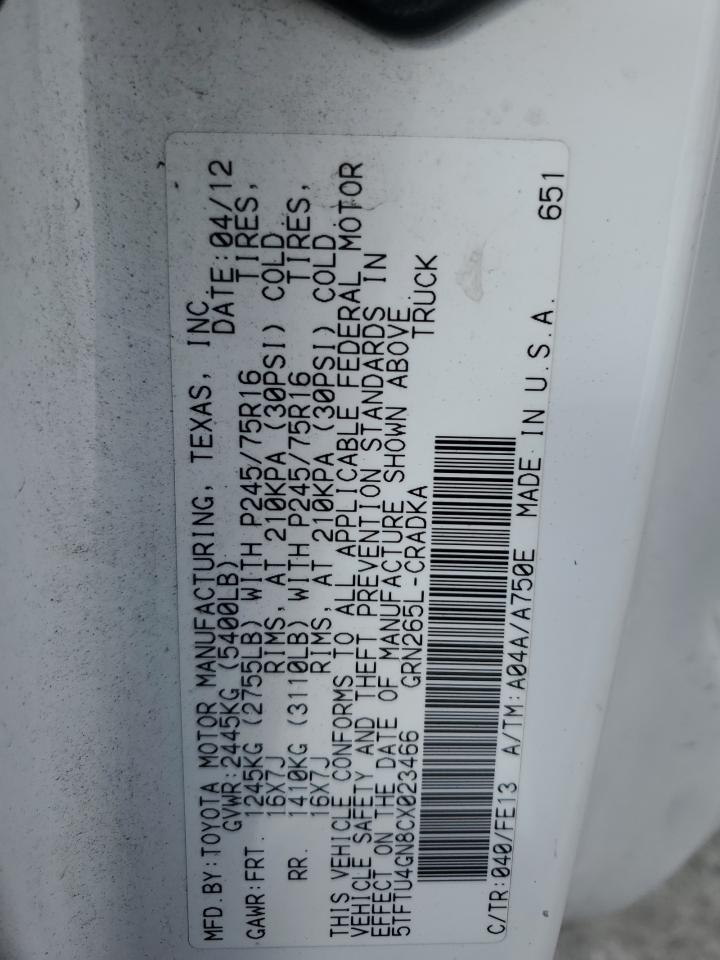 MFD.BY:TOYOTA MOTOR MANUFACTURING, TEXAS, INC.
GVWR:2445KG (5400LB) DATE:04/12
GAWR:FRT. 1245KG (2755LB) WITH P245/75R16 TIRES,
16X7J RIMS, AT 210KPA (30PSI) COLD
RR. 1410KG (3110LB) WITH P245/75R16 TIRES,
16X7J RIMS, AT 210KPA (30PSI) COLD
THIS VEHICLE CONFORMS TO ALL APPLICABLE FEDERAL MOTOR
VEHICLE SAFETY AND THEFT PREVENTION STANDARDS IN
EFFECT ON THE DATE OF MANUFACTURE SHOWN ABOVE.
5TFTU4GN8CX023466 GRN265L-CRADKA TRUCK
C/TR:040/FE13 A/TM:A04A/A750E MADE IN U.S.A. 651